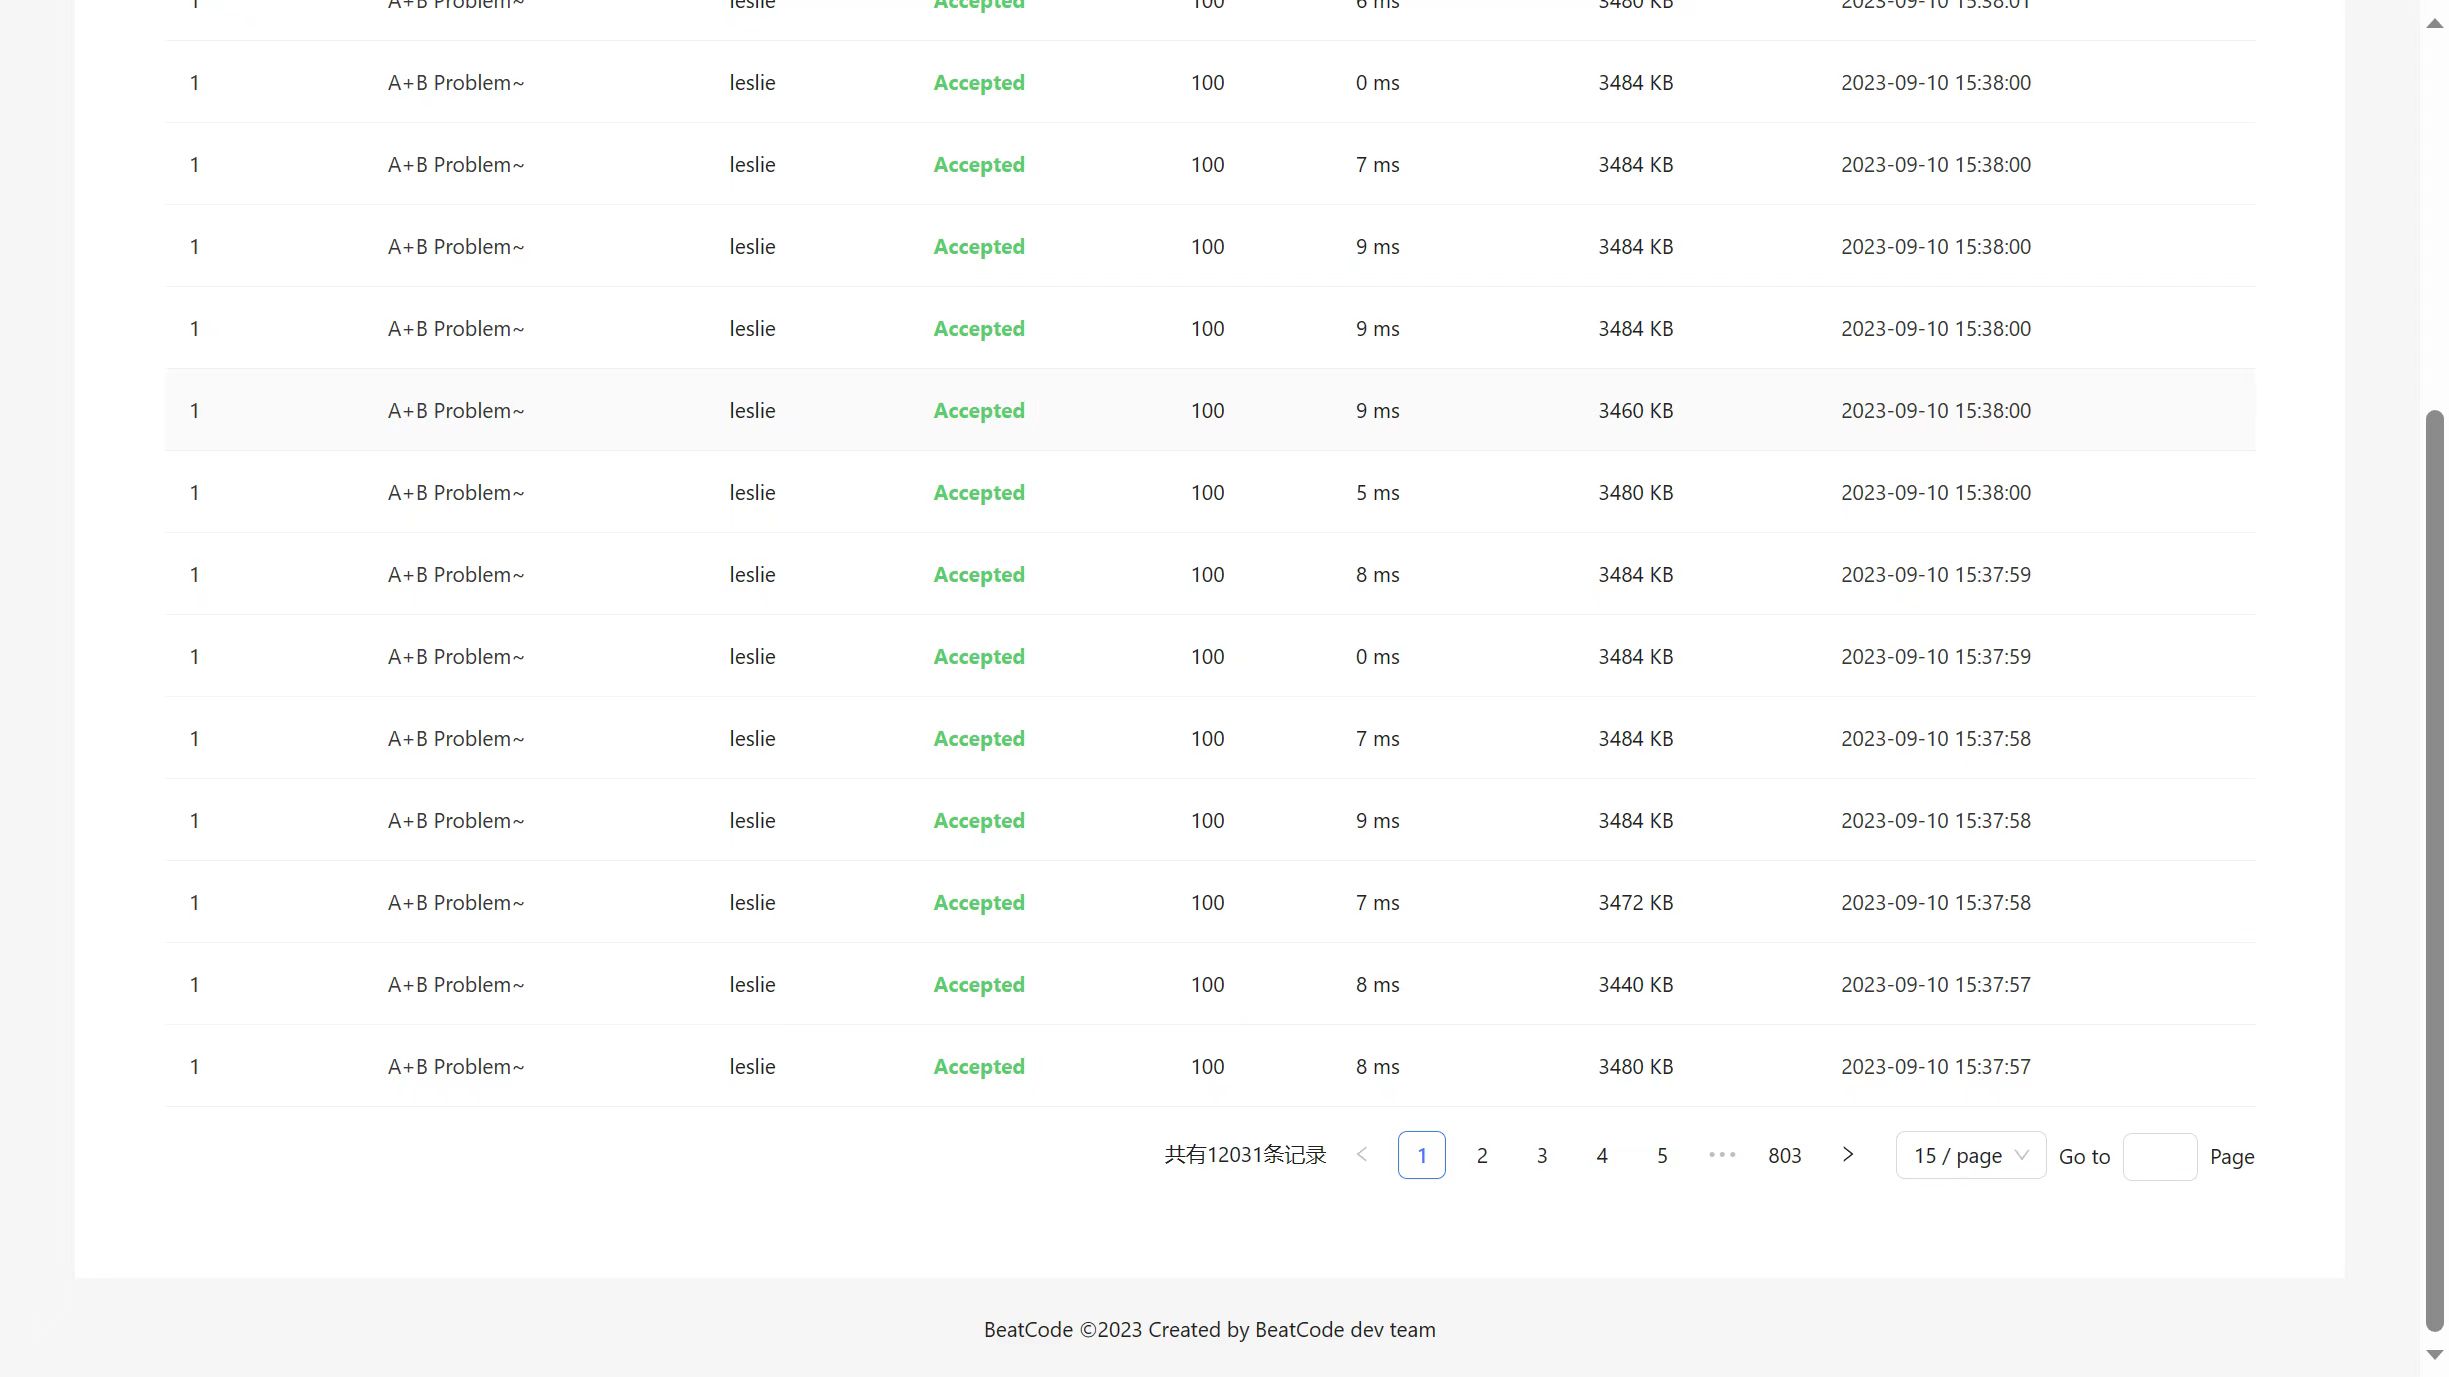 1 A+B Problem~ leslie Accepted 100 6 ms 3480 KB 2023-09-10 15:38:01
1 A+B Problem~ leslie Accepted 100 0 ms 3484 KB 2023-09-10 15:38:00
1 A+B Problem~ leslie Accepted 100 7 ms 3484 KB 2023-09-10 15:38:00
1 A+B Problem~ leslie Accepted 100 9 ms 3484 KB 2023-09-10 15:38:00
1 A+B Problem~ leslie Accepted 100 9 ms 3484 KB 2023-09-10 15:38:00
1 A+B Problem~ leslie Accepted 100 9 ms 3460 KB 2023-09-10 15:38:00
1 A+B Problem~ leslie Accepted 100 5 ms 3480 KB 2023-09-10 15:38:00
1 A+B Problem~ leslie Accepted 100 8 ms 3484 KB 2023-09-10 15:37:59
1 A+B Problem~ leslie Accepted 100 0 ms 3484 KB 2023-09-10 15:37:59
1 A+B Problem~ leslie Accepted 100 7 ms 3484 KB 2023-09-10 15:37:58
1 A+B Problem~ leslie Accepted 100 9 ms 3484 KB 2023-09-10 15:37:58
1 A+B Problem~ leslie Accepted 100 7 ms 3472 KB 2023-09-10 15:37:58
1 A+B Problem~ leslie Accepted 100 8 ms 3440 KB 2023-09-10 15:37:57
1 A+B Problem~ leslie Accepted 100 8 ms 3480 KB 2023-09-10 15:37:57
共有12031条记录 < 1 2 3 4 5 ••• 803 > 15 / page Go to Page
BeatCode ©2023 Created by BeatCode dev team